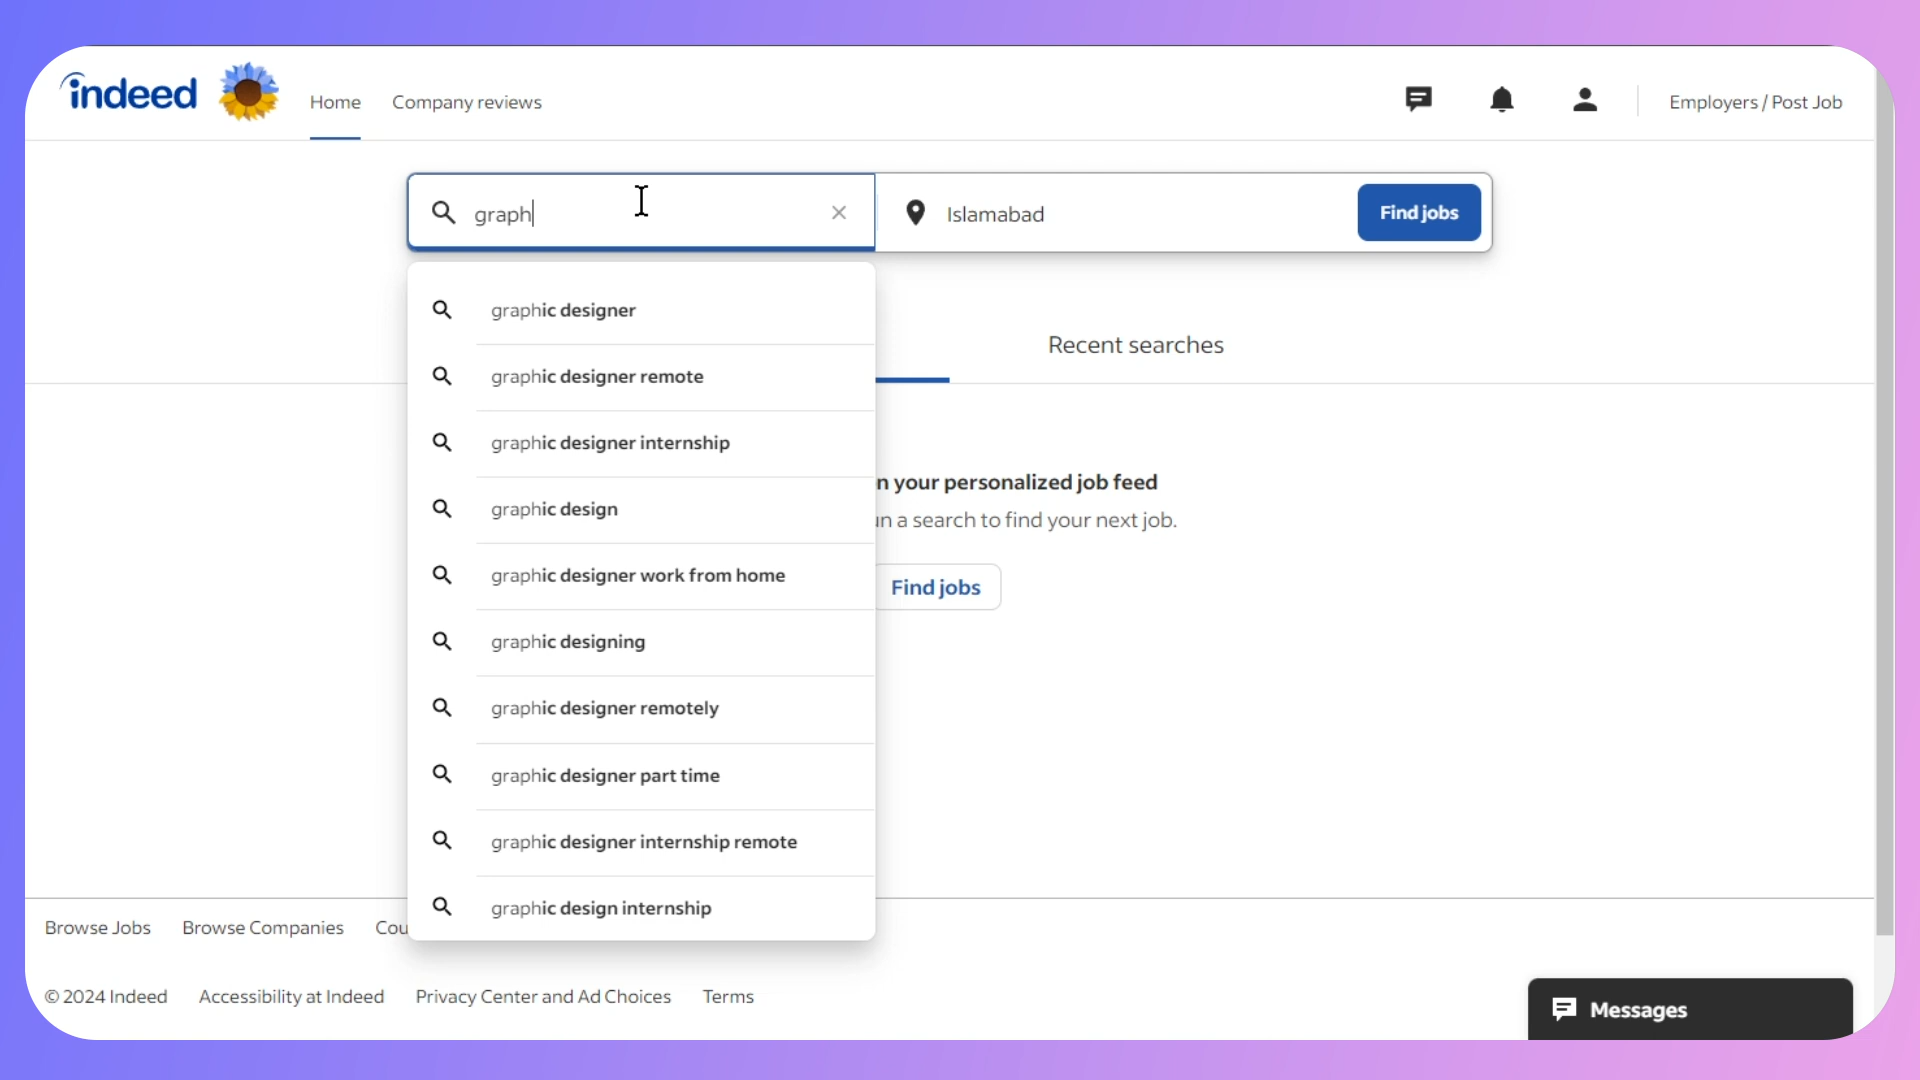 indeed
Home
Company reviews
Employers / Post Job
graph
Islamabad
Find jobs
graphic designer
graphic designer remote
graphic designer internship
graphic design
graphic designer work from home
graphic designing
graphic designer remotely
graphic designer part time
graphic designer internship remote
graphic design internship
Recent searches
n your personalized job feed
un a search to find your next job.
Find jobs
Browse Jobs
Browse Companies
Cou
© 2024 Indeed
Accessibility at Indeed
Privacy Center and Ad Choices
Terms
Messages